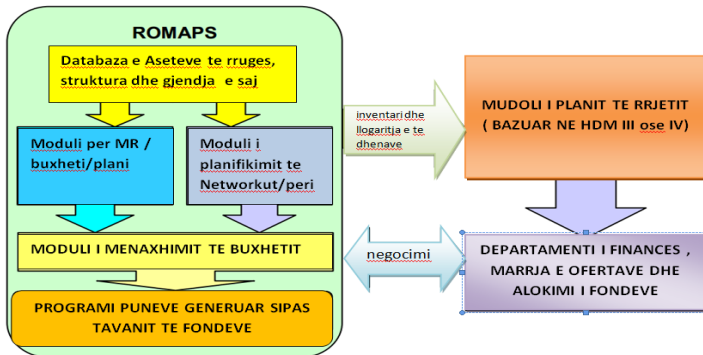 ROMAPS
Databaza e Aseteve te rruges,
struktura dhe gjendja e saj
Moduli per MR /
buxheti/plani
Moduli i
planifikimit te
Networkut/peri
MODULI I MENAXHIMIT TE BUXHETIT
PROGRAMI PUNEVE GENERUAR SIPAS
TAVANIT TE FONDEVE
inventari dhe
llogaritja e te
dhenave
negocimi
MUDOLI I PLANIT TE RRJETIT
( BAZUAR NE HDM III ose IV)
DEPARTAMENTI I FINANCES ,
MARRJA E OFERTAVE DHE
ALOKIMI I FONDEVE